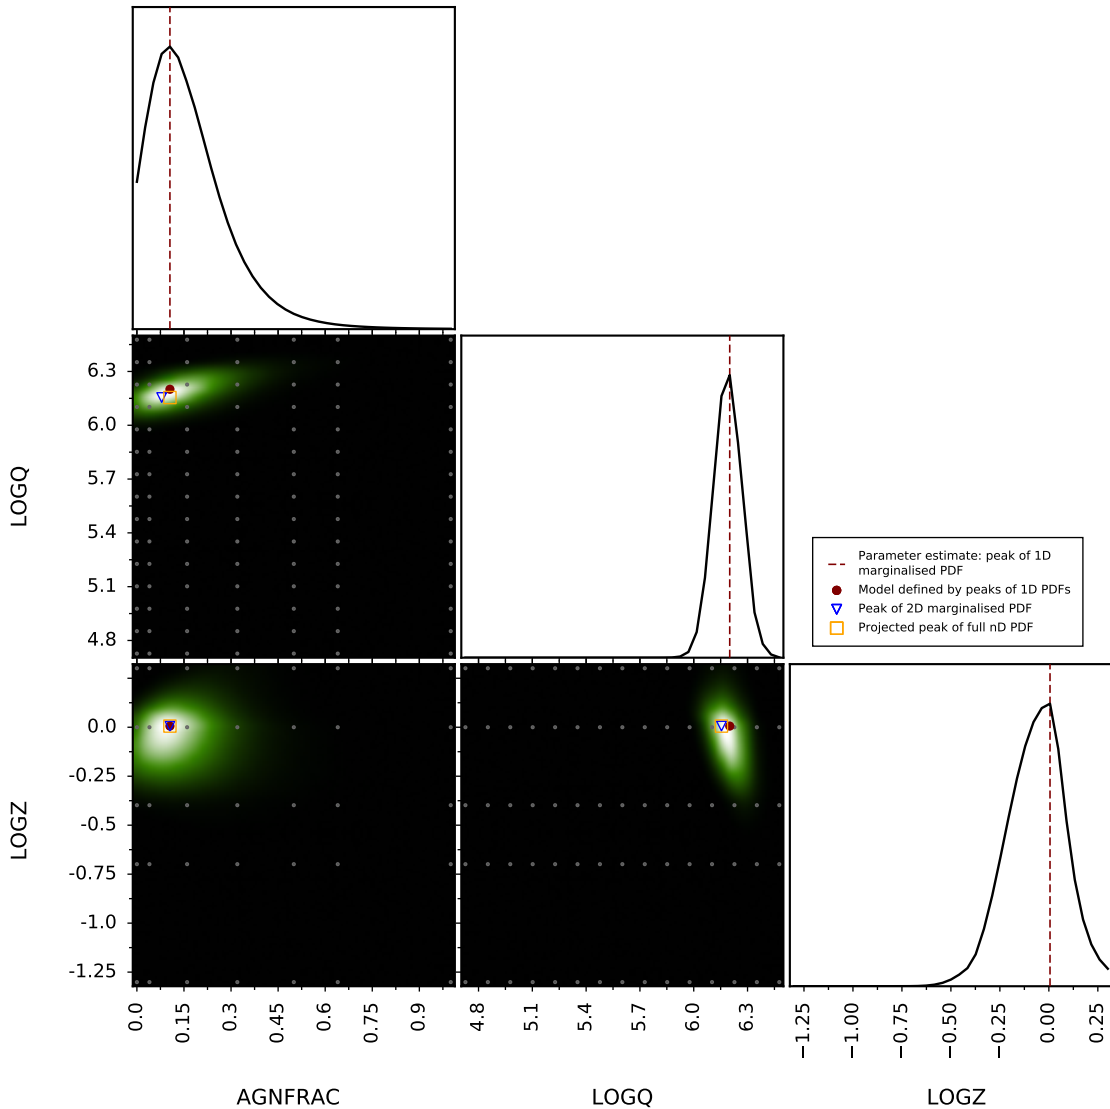 6.3
6.0
5.7
5.4
5.1
4.8
LOGQ
Parameter estimate: peak of 1D
marginalised PDF
Model defined by peaks of 1D PDFs
Peak of 2D marginalised PDF
Projected peak of full nD PDF
0.0
-0.25
-0.5
-0.75
-1.0
-1.25
LOGZ
0.0 0.15 0.3 0.45 0.6 0.75 0.9
4.8 5.1 5.4 5.7 6.0 6.3
−1.25 −1.00 −0.75 −0.50 −0.25 0.00 0.25
AGNFRAC LOGQ LOGZ